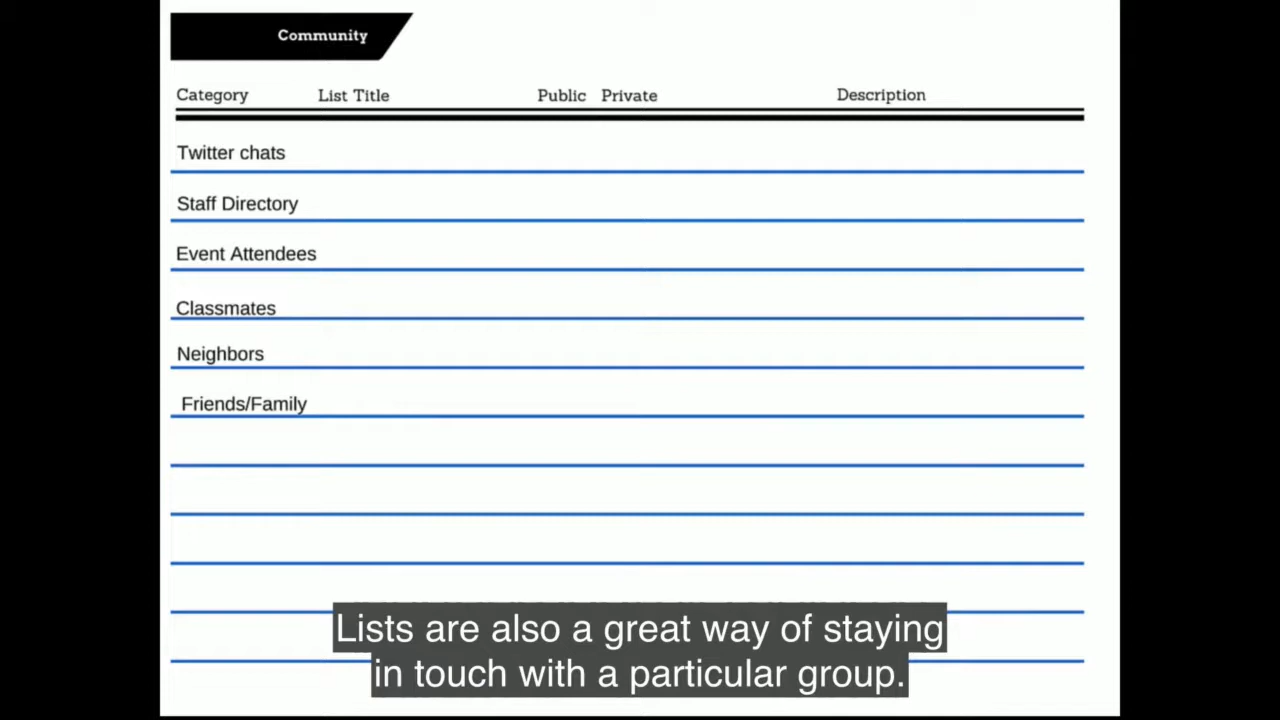 Community
Category List Title Public Private Description
Twitter chats
Staff Directory
Event Attendees
Classmates
Neighbors
Friends/Family
Lists are also a great way of staying
in touch with a particular group.